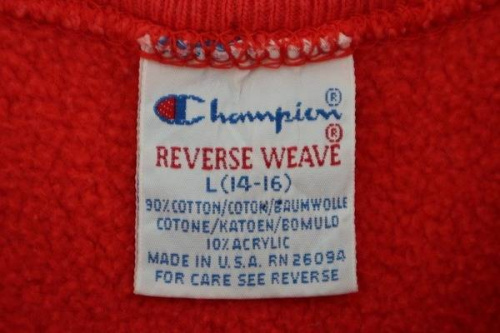 Champion®
REVERSE WEAVE®
L (14-16)
90% COTTON/COTON/BAUMWOLLE
COTONE/KATOEN/BOMULD
10% ACRYLIC
MADE IN U.S.A. RN 26094
FOR CARE SEE REVERSE